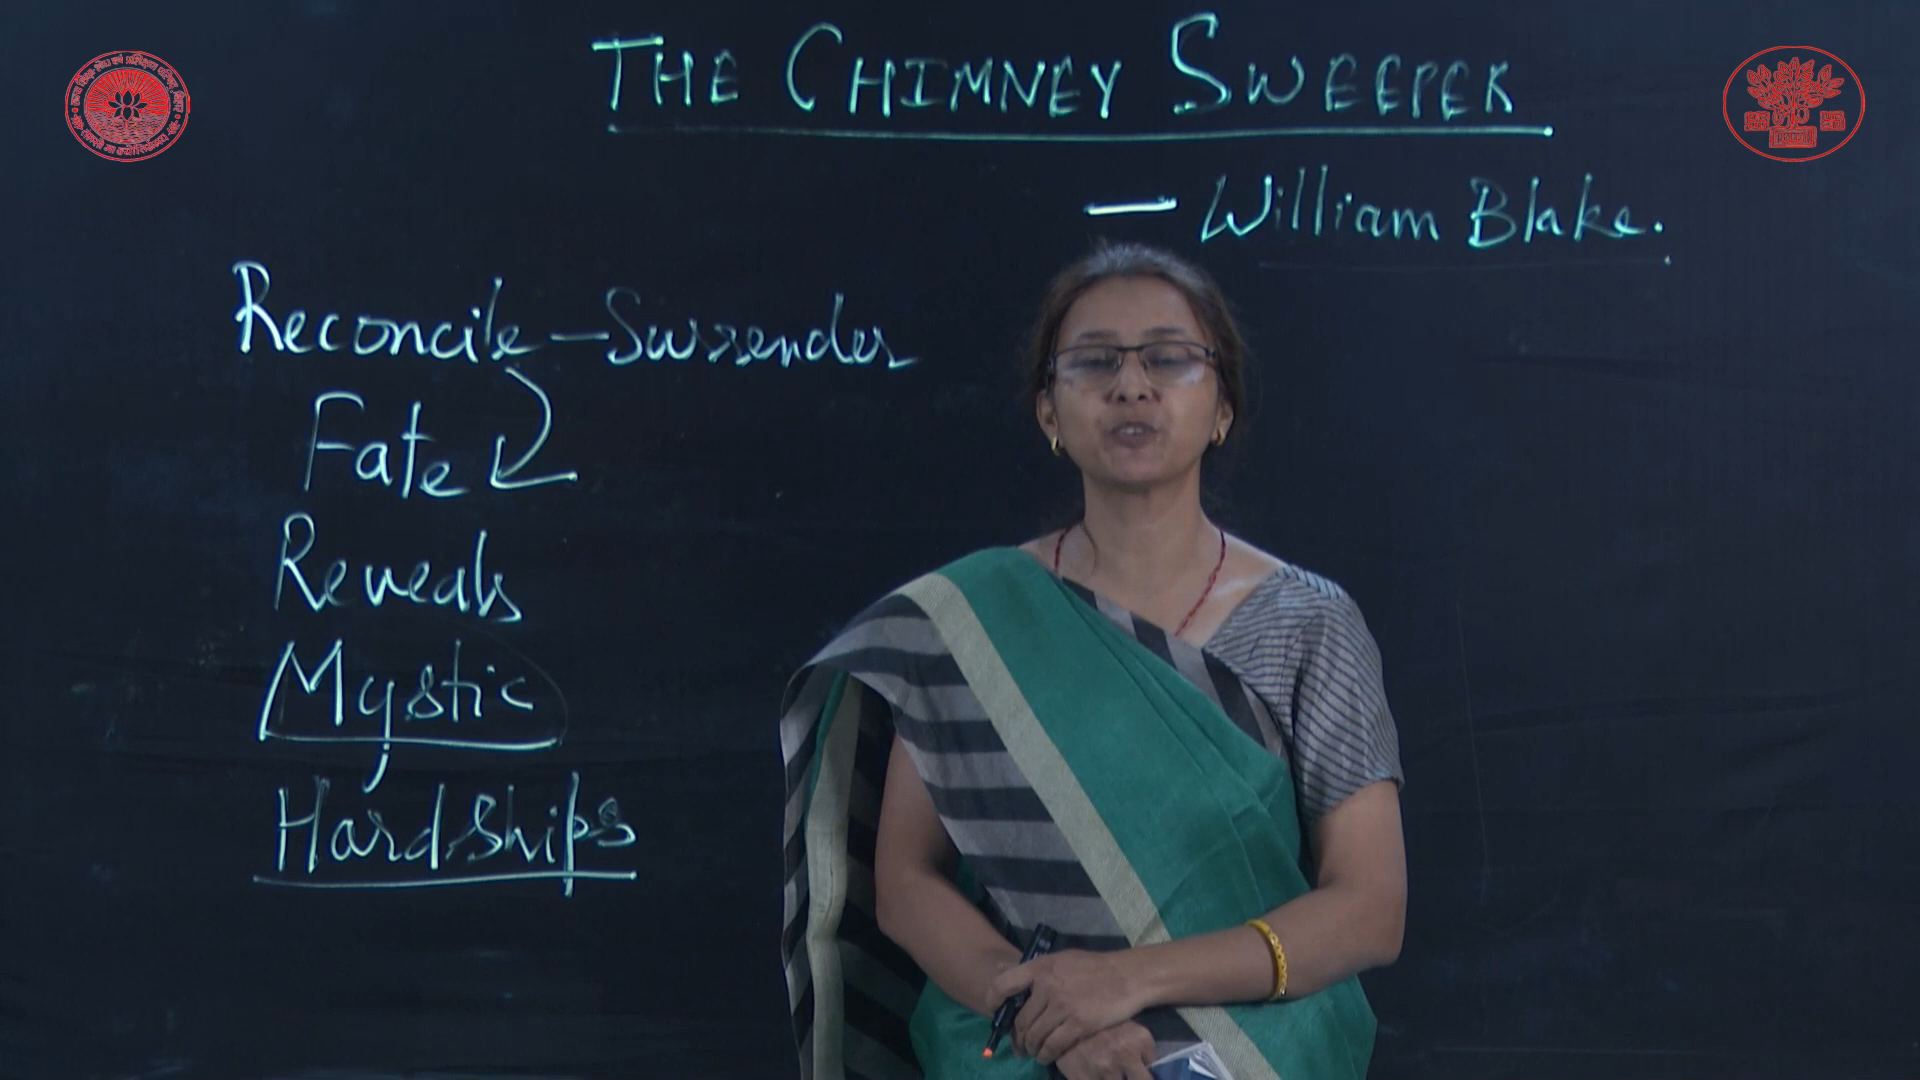 THE CHIMNEY SWEEPER
— William Blake.
Reconcile – Surrender
Fate
Reveals
Mystic
Hardships